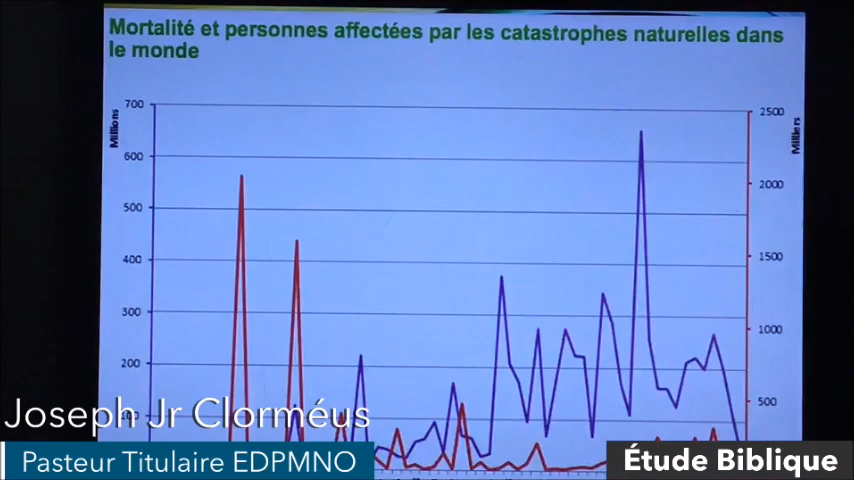 Mortalité et personnes affectées par les catastrophes naturelles dans
le monde
Millions
700
600
500
400
300
200
100
2500
2000
1500
1000
500
Milliers
Joseph Jr Clorméus
Pasteur Titulaire EDPMNO
Étude Biblique